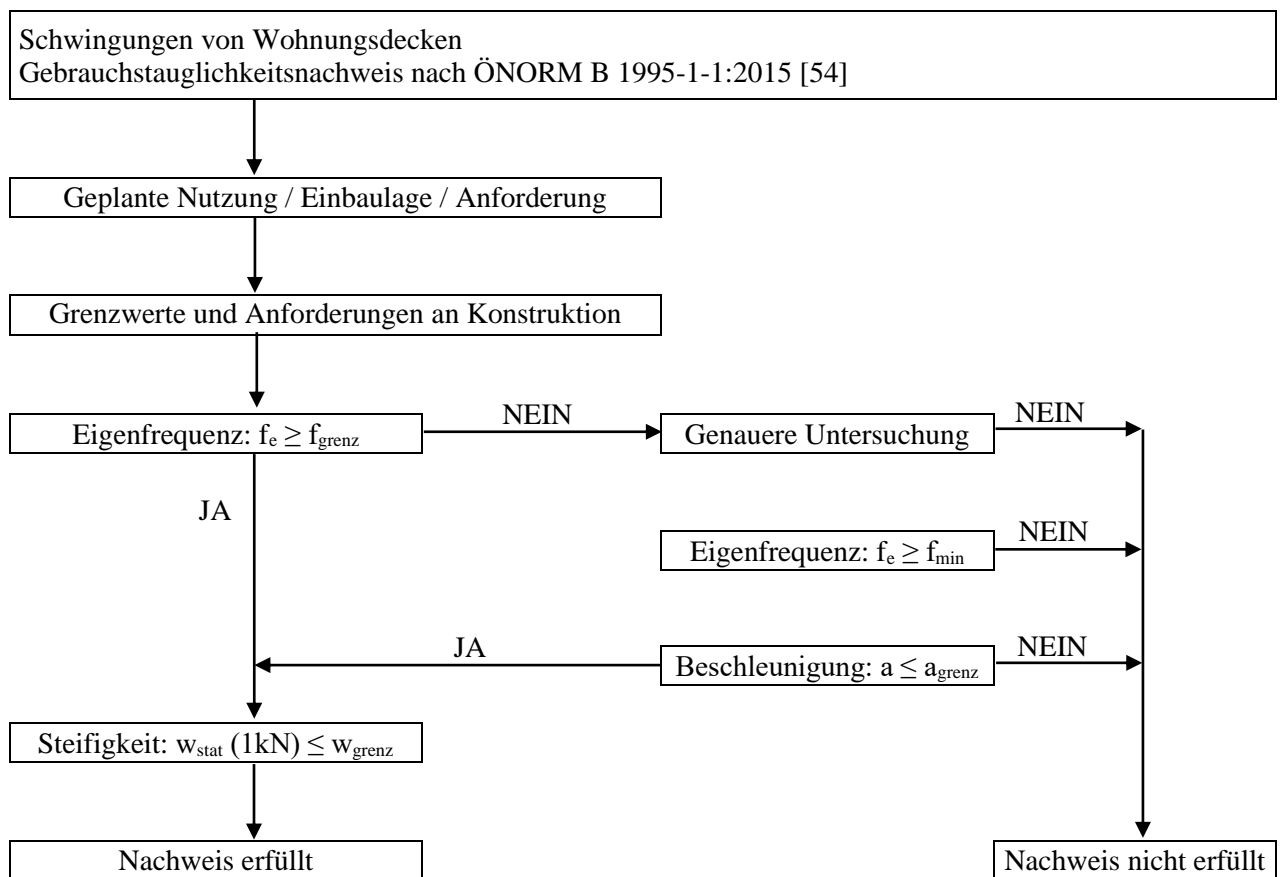 Schwingungen von Wohnungsdecken
Gebrauchstauglichkeitsnachweis nach ÖNORM B 1995-1-1:2015 [54]
Geplante Nutzung / Einbaulage / Anforderung
Grenzwerte und Anforderungen an Konstruktion
Eigenfrequenz: fe ≥ fgrenz
NEIN
Genauere Untersuchung
NEIN
JA
Eigenfrequenz: fe ≥ fmin
NEIN
JA
Beschleunigung: a ≤ agrenz
NEIN
Steifigkeit: wstat (1kN) ≤ wgrenz
Nachweis erfüllt
Nachweis nicht erfüllt